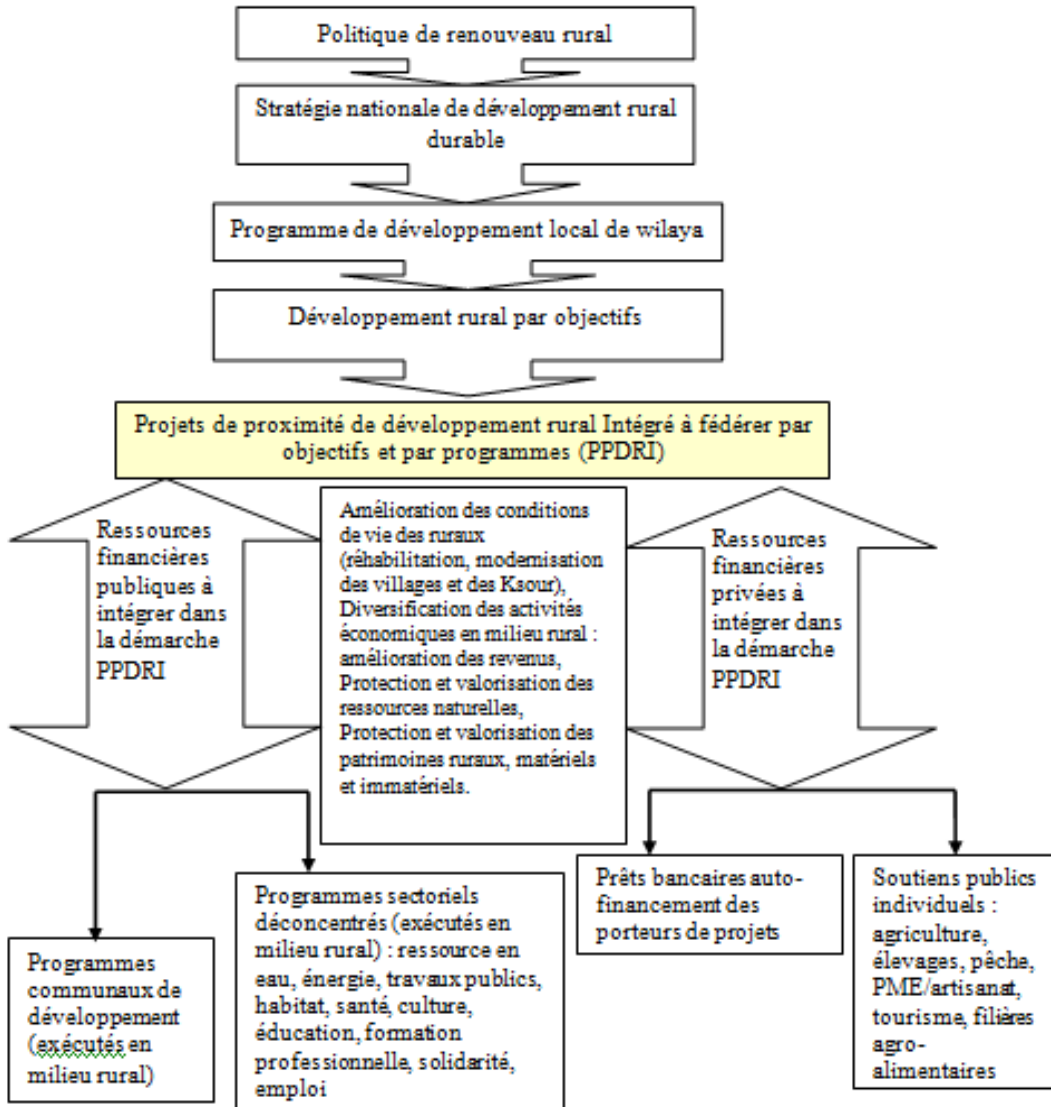 Politique de renouveau rural
Stratégie nationale de développement rural
durable
Programme de développement local de wilaya
Développement rural par objectifs
Projets de proximité de développement rural Intégré à fédérer par
objectifs et par programmes (PPDRI)
Ressources
financières
publiques à
intégrer dans
la démarche
PPDRI
Amélioration des conditions
de vie des ruraux
(réhabilitation, modernisation
des villages et des Ksour),
Diversification des activités
économiques en milieu rural :
amélioration des revenus,
Protection et valorisation des
ressources naturelles,
Protection et valorisation des
patrimoines ruraux, matériels
et immatériels.
Ressources
financières
privées à
intégrer dans
la démarche
PPDRI
Programmes
communaux de
développement
(exécutés en
milieu rural)
Programmes sectoriels
déconcentrés (exécutés en
milieu rural) : ressource en
eau, énergie, travaux publics,
habitat, santé, culture,
éducation, formation
professionnelle, solidarité,
emploi
Prêts bancaires auto-
financement des
porteurs de projets
Soutiens publics
individuels :
agriculture,
élevages, pêche,
PME/artisanat,
tourisme, filières
agro-
alimentaires